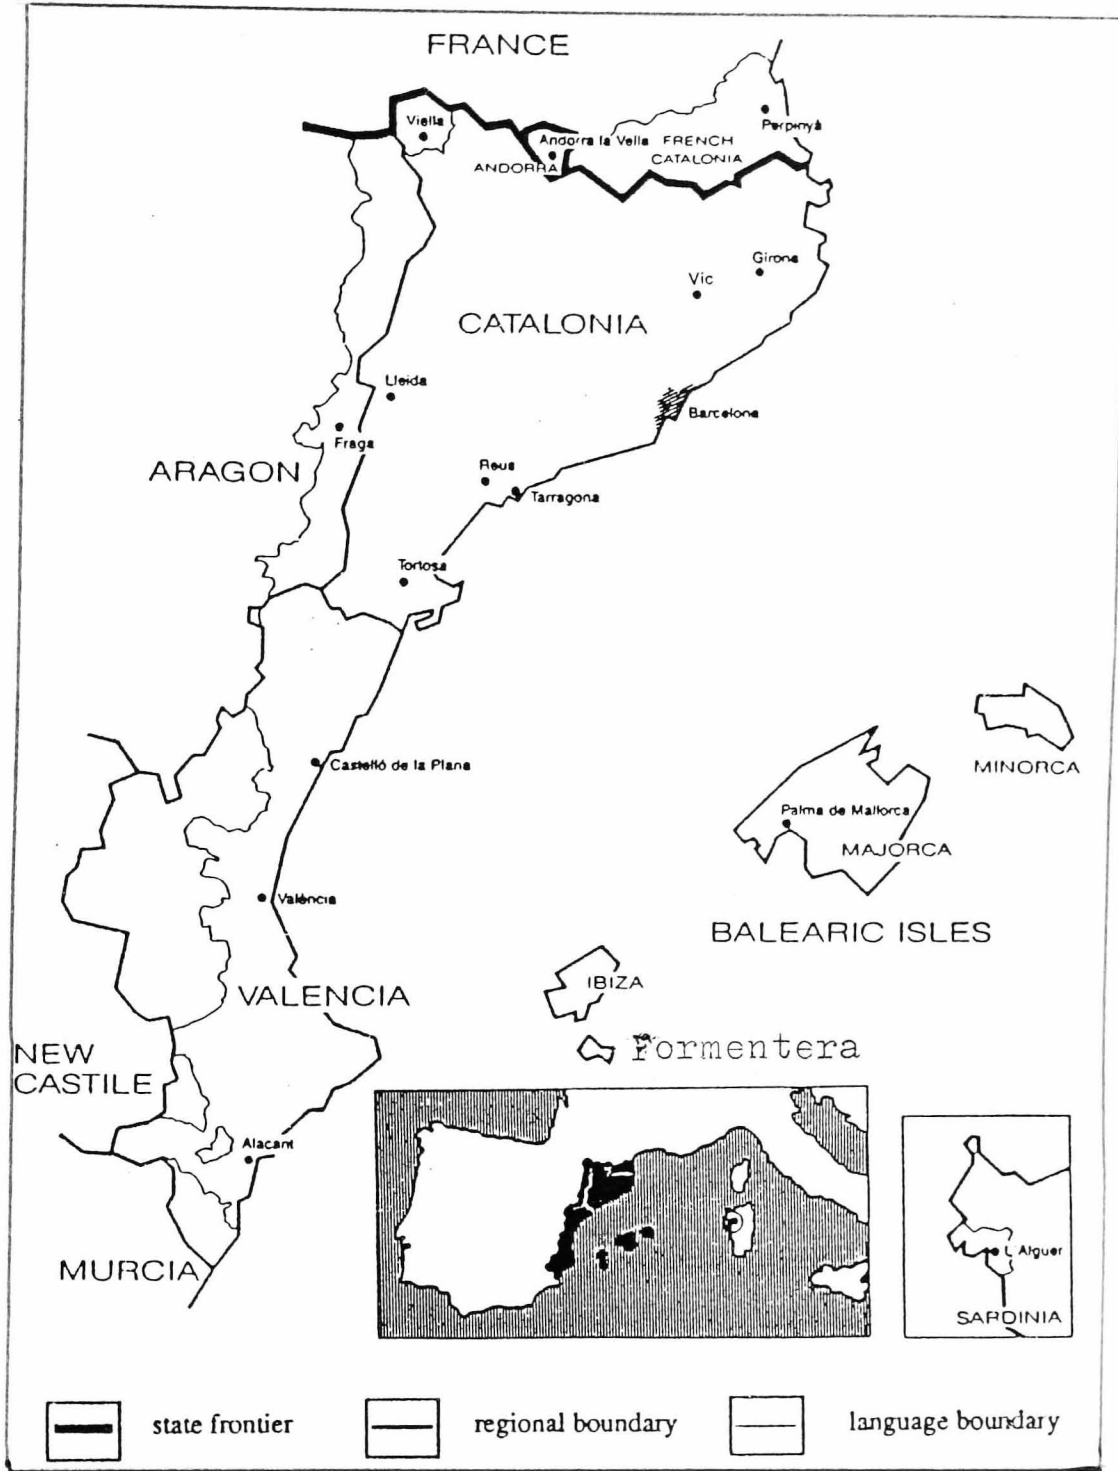 FRANCE
Viella
Perpinyà
Andorra la Vella
FRENCH
CATALONIA
ANDORRA
Girona
Vic
CATALONIA
Lleida
Barcelona
Fraga
ARAGON
Reus
Tarragona
Tortosa
MINORCA
Castelló de la Plana
Palma de Mallorca
MAJORCA
València
BALEARIC ISLES
IBIZA
VALENCIA
Formentera
NEW
CASTILE
Alacant
L'Alguer
MURCIA
SARDINIA
state frontier
regional boundary
language boundary